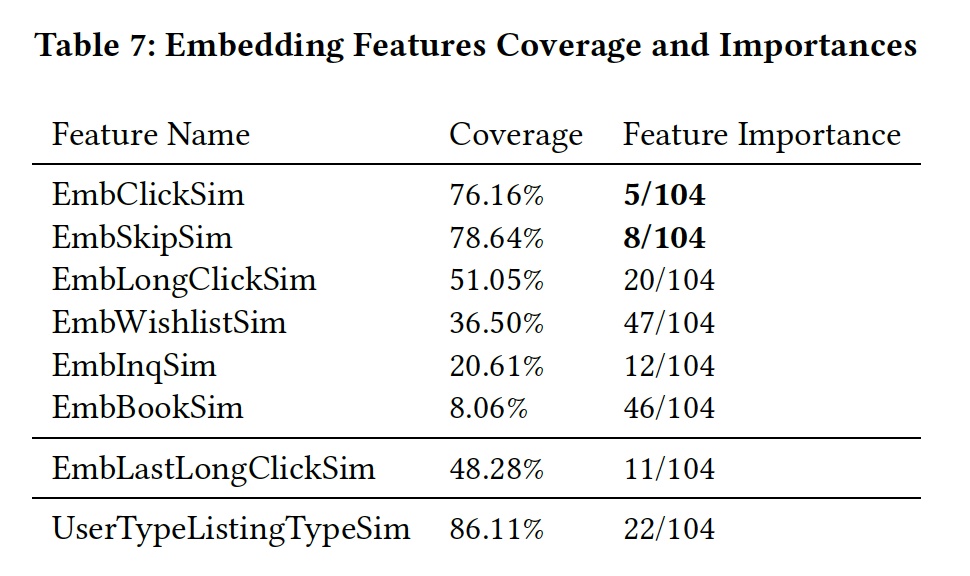 Table 7: Embedding Features Coverage and Importances
Feature Name Coverage Feature Importance
EmbClickSim 76.16% 5/104
EmbSkipSim 78.64% 8/104
EmbLongClickSim 51.05% 20/104
EmbWishlistSim 36.50% 47/104
EmbInqSim 20.61% 12/104
EmbBookSim 8.06% 46/104
EmbLastLongClickSim 48.28% 11/104
UserTypeListingTypeSim 86.11% 22/104